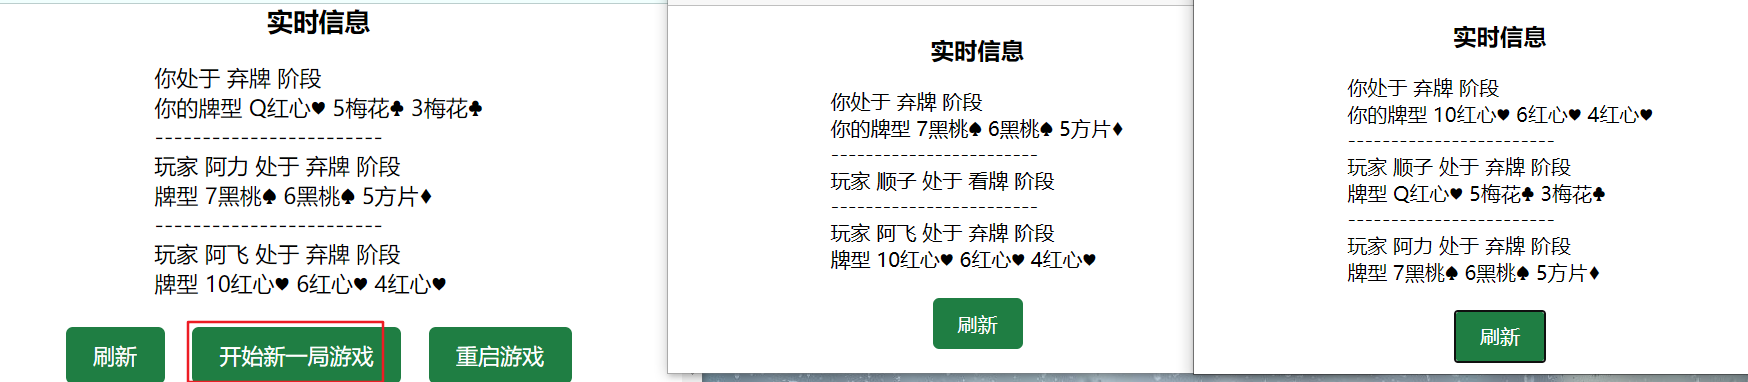 实时信息
你处于 弃牌 阶段
你的牌型 Q红心♥ 5梅花♣ 3梅花♣
------------------------
玩家 阿力 处于 弃牌 阶段
牌型 7黑桃♠ 6黑桃♠ 5方片♦
------------------------
玩家 阿飞 处于 弃牌 阶段
牌型 10红心♥ 6红心♥ 4红心♥
刷新
开始新一局游戏
重启游戏
实时信息
你处于 弃牌 阶段
你的牌型 7黑桃♠ 6黑桃♠ 5方片♦
------------------------
玩家 顺子 处于 看牌 阶段
------------------------
玩家 阿飞 处于 弃牌 阶段
牌型 10红心♥ 6红心♥ 4红心♥
刷新
实时信息
你处于 弃牌 阶段
你的牌型 10红心♥ 6红心♥ 4红心♥
------------------------
玩家 顺子 处于 弃牌 阶段
牌型 Q红心♥ 5梅花♣ 3梅花♣
------------------------
玩家 阿力 处于 弃牌 阶段
牌型 7黑桃♠ 6黑桃♠ 5方片♦
刷新